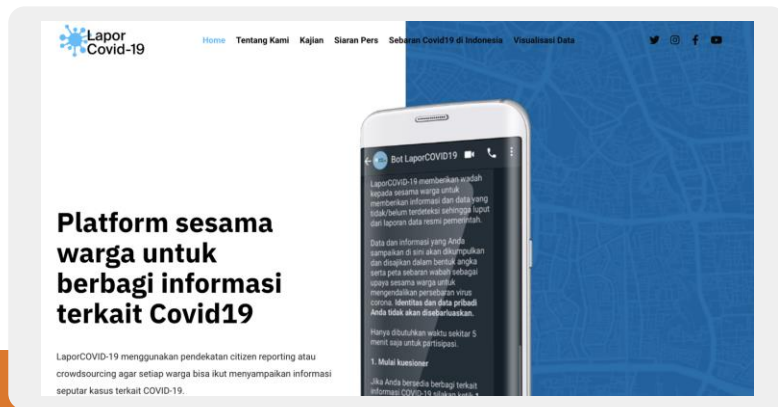 Lapor
Covid-19
Home Tentang Kami Kajian Siaran Pers Sebaran Covid19 di Indonesia Visualisasi Data
Bot LaporCOVID19
LaporCOVID-19 memberikan wadah
kepada sesama warga untuk
memberikan informasi dan data yang
tidak/belum terdeteksi sehingga luput
dari laporan data resmi pemerintah.
Data dan informasi yang Anda
sampaikan di sini akan dikumpulkan
dan disajikan dalam bentuk angka
serta peta sebaran wabah sebagai
upaya sesama warga untuk
mengendalikan persebaran virus
corona. Identitas dan data pribadi
Anda tidak akan disebarluaskan.
Hanya dibutuhkan waktu sekitar 5
menit saja untuk partisipasi.
1. Mulai kuesioner
Jika Anda bersedia berbagi terkait
informasi COVID-19 silakan ketik 1
Platform sesama
warga untuk
berbagi informasi
terkait Covid19
LaporCOVID-19 menggunakan pendekatan citizen reporting atau
crowdsourcing agar setiap warga bisa ikut menyampaikan informasi
seputar kasus terkait COVID-19.